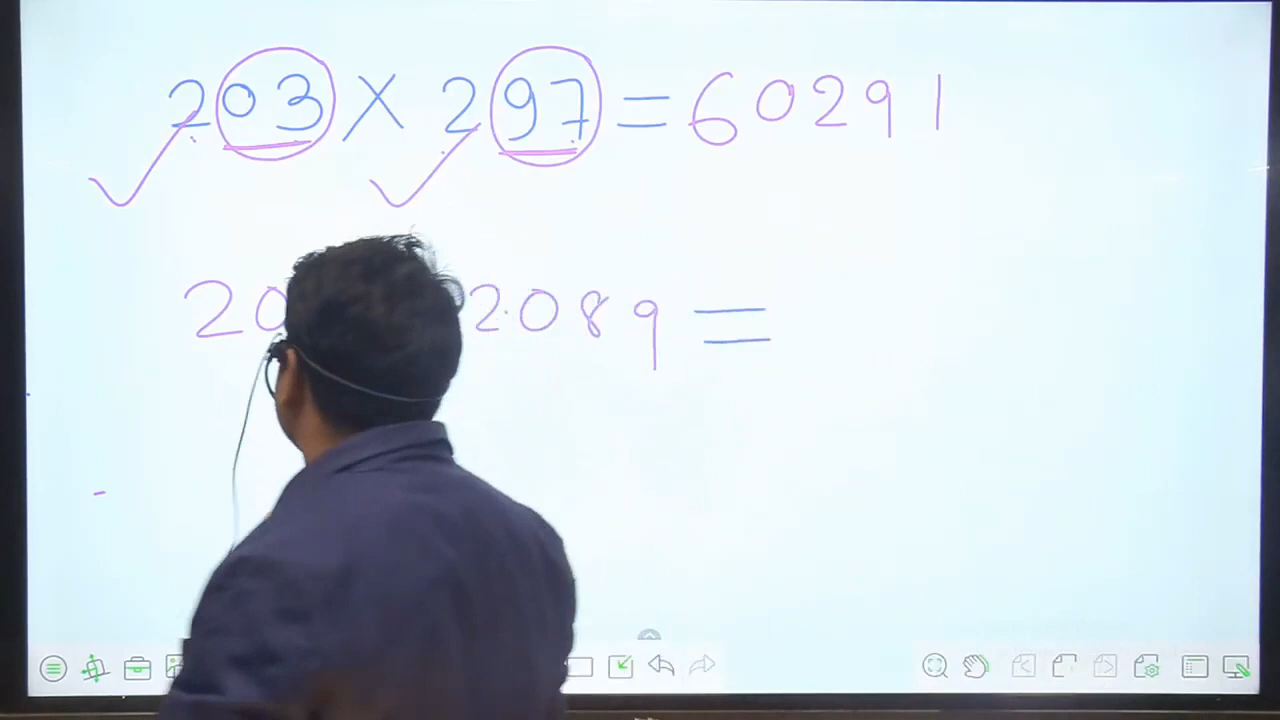 203 × 297 = 60291
20 2089 =